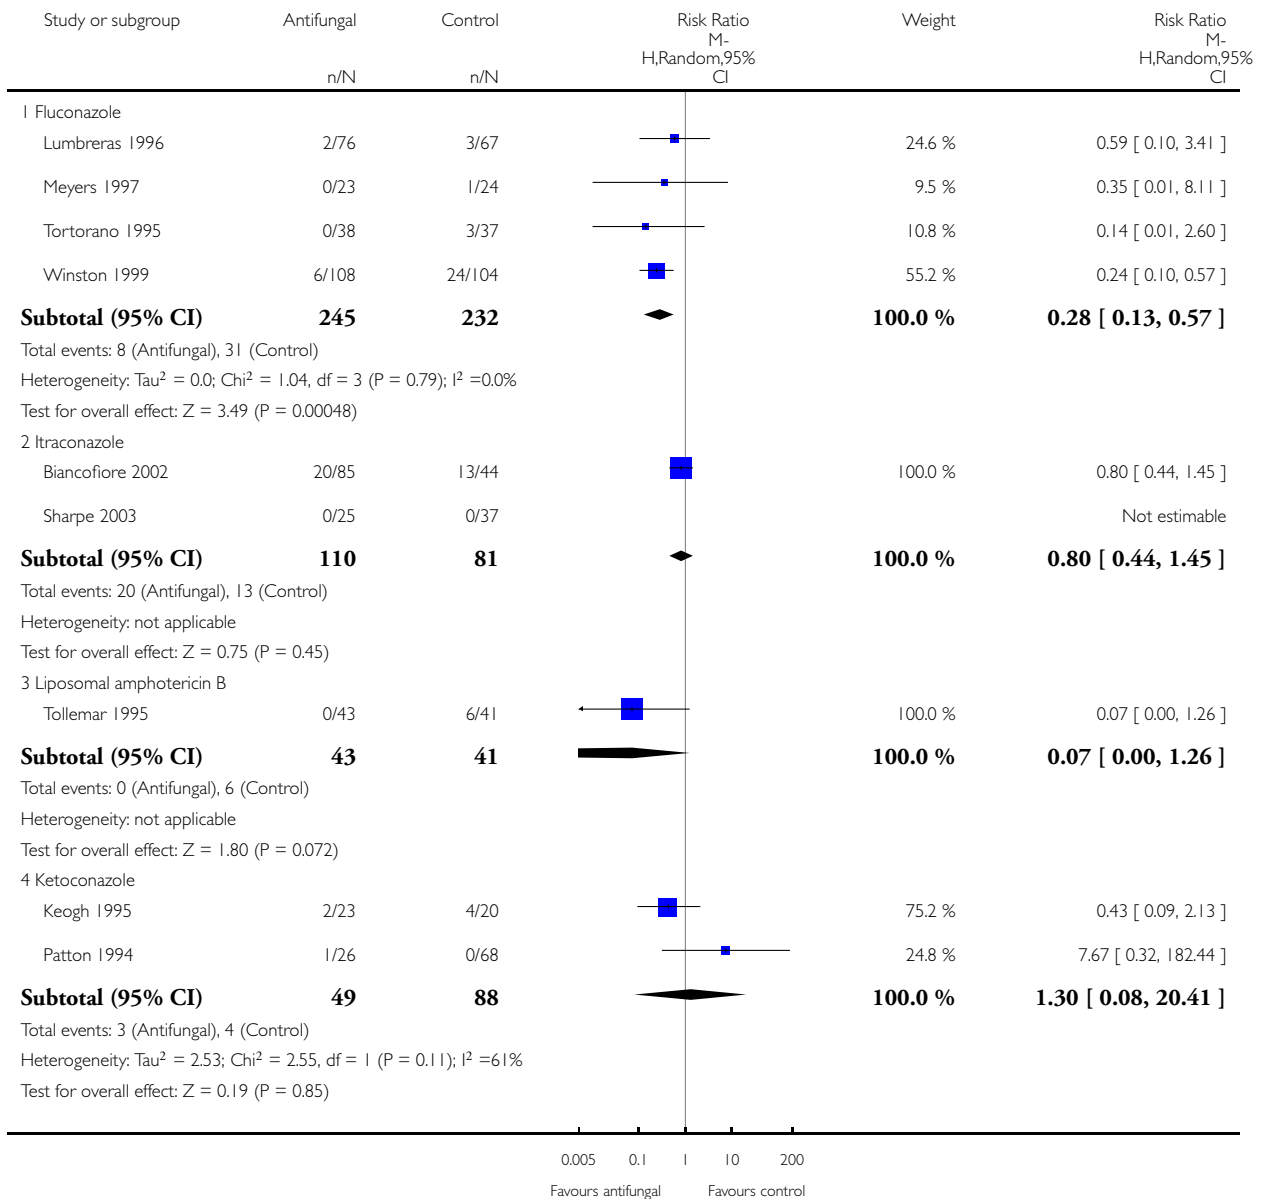 Study or subgroup Antifungal Control Risk Ratio Weight Risk Ratio
M- M-
H,Random,95% H,Random,95%
n/N n/N CI CI
1 Fluconazole
Lumbreras 1996 2/76 3/67 24.6 % 0.59 [ 0.10, 3.41 ]
Meyers 1997 0/23 1/24 9.5 % 0.35 [ 0.01, 8.11 ]
Tortorano 1995 0/38 3/37 10.8 % 0.14 [ 0.01, 2.60 ]
Winston 1999 6/108 24/104 55.2 % 0.24 [ 0.10, 0.57 ]
Subtotal (95% CI) 245 232 100.0 % 0.28 [ 0.13, 0.57 ]
Total events: 8 (Antifungal), 31 (Control)
Heterogeneity: Tau² = 0.0; Chi² = 1.04, df = 3 (P = 0.79); I² =0.0%
Test for overall effect: Z = 3.49 (P = 0.00048)
2 Itraconazole
Biancofiore 2002 20/85 13/44 100.0 % 0.80 [ 0.44, 1.45 ]
Sharpe 2003 0/25 0/37 Not estimable
Subtotal (95% CI) 110 81 100.0 % 0.80 [ 0.44, 1.45 ]
Total events: 20 (Antifungal), 13 (Control)
Heterogeneity: not applicable
Test for overall effect: Z = 0.75 (P = 0.45)
3 Liposomal amphotericin B
Tollemar 1995 0/43 6/41 100.0 % 0.07 [ 0.00, 1.26 ]
Subtotal (95% CI) 43 41 100.0 % 0.07 [ 0.00, 1.26 ]
Total events: 0 (Antifungal), 6 (Control)
Heterogeneity: not applicable
Test for overall effect: Z = 1.80 (P = 0.072)
4 Ketoconazole
Keogh 1995 2/23 4/20 75.2 % 0.43 [ 0.09, 2.13 ]
Patton 1994 1/26 0/68 24.8 % 7.67 [ 0.32, 182.44 ]
Subtotal (95% CI) 49 88 100.0 % 1.30 [ 0.08, 20.41 ]
Total events: 3 (Antifungal), 4 (Control)
Heterogeneity: Tau² = 2.53; Chi² = 2.55, df = 1 (P = 0.11); I² =61%
Test for overall effect: Z = 0.19 (P = 0.85)
0.005 0.1 1 10 200
Favours antifungal Favours control